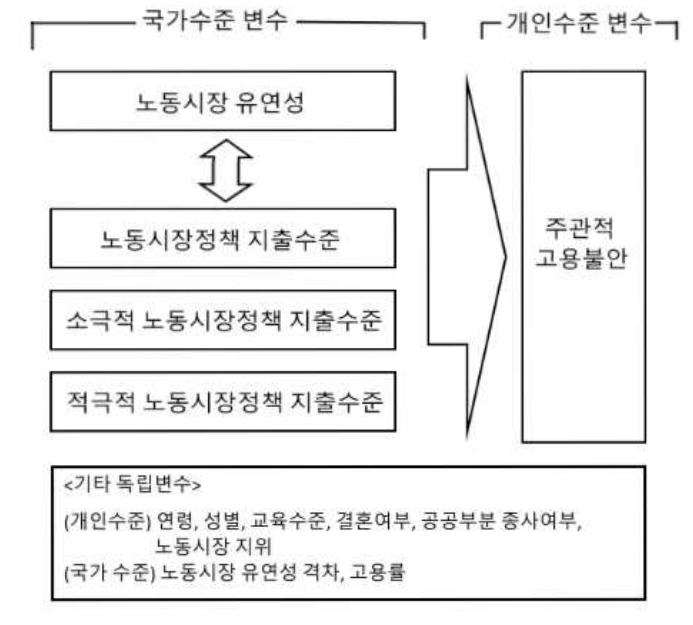 국가수준 변수
개인수준 변수
노동시장 유연성
노동시장정책 지출수준
소극적 노동시장정책 지출수준
적극적 노동시장정책 지출수준
주관적
고용불안
<기타 독립변수>
(개인수준) 연령, 성별, 교육수준, 결혼여부, 공공부분 종사여부,
노동시장 지위
(국가 수준) 노동시장 유연성 격차, 고용률